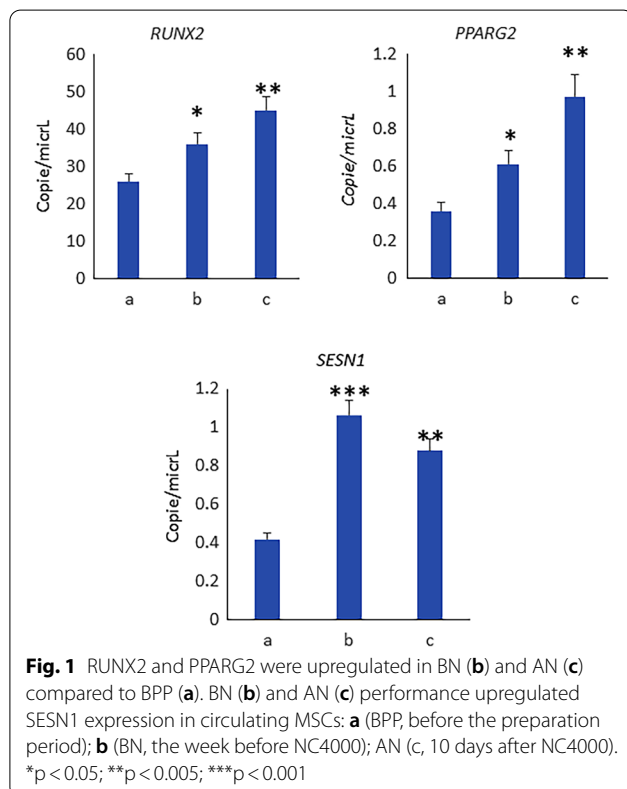 RUNX2
60
50
40
30
20
10
0
Copie/micrL
*
**
a b c
PPARG2
1
0.8
0.6
0.4
0.2
0
Copie/micrL
*
**
a b c
SESN1
1.2
1
0.8
0.6
0.4
0.2
0
Copie/micrL
***
**
a b c
Fig. 1 RUNX2 and PPARG2 were upregulated in BN (b) and AN (c)
compared to BPP (a). BN (b) and AN (c) performance upregulated
SESN1 expression in circulating MSCs: a (BPP, before the preparation
period); b (BN, the week before NC4000); AN (c, 10 days after NC4000).
*p < 0.05; **p < 0.005; ***p < 0.001